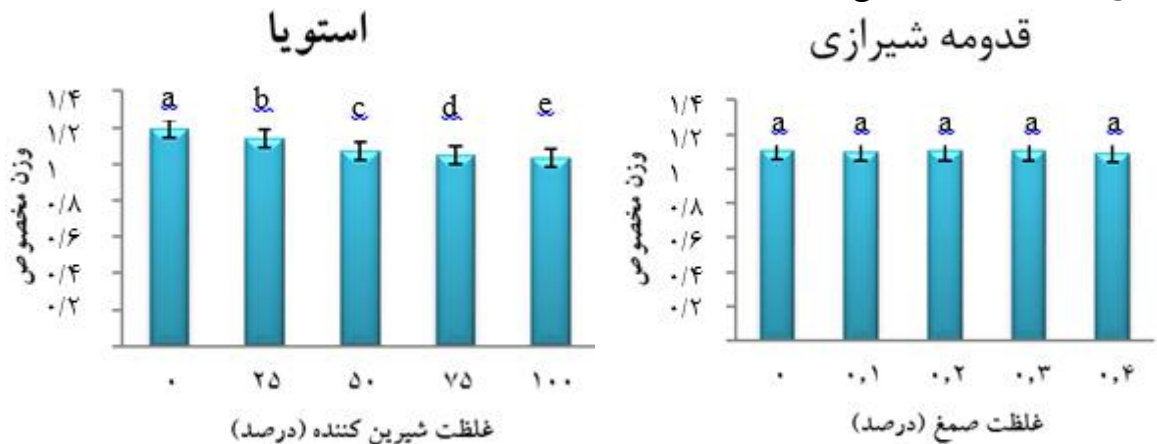 قدومه شیرازی
a a a a a
۱/۴
۱/۲
۱
۰/۸
۰/۶
۰/۴
۰/۲
وزن مخصوص
۰ ۰,۱ ۰,۲ ۰,۳ ۰,۴
غلظت صمغ (درصد)
استویا
a b c d e
۱/۴
۱/۲
۱
۰/۸
۰/۶
۰/۴
۰/۲
وزن مخصوص
۰ ۲۵ ۵۰ ۷۵ ۱۰۰
غلظت شیرین کننده (درصد)